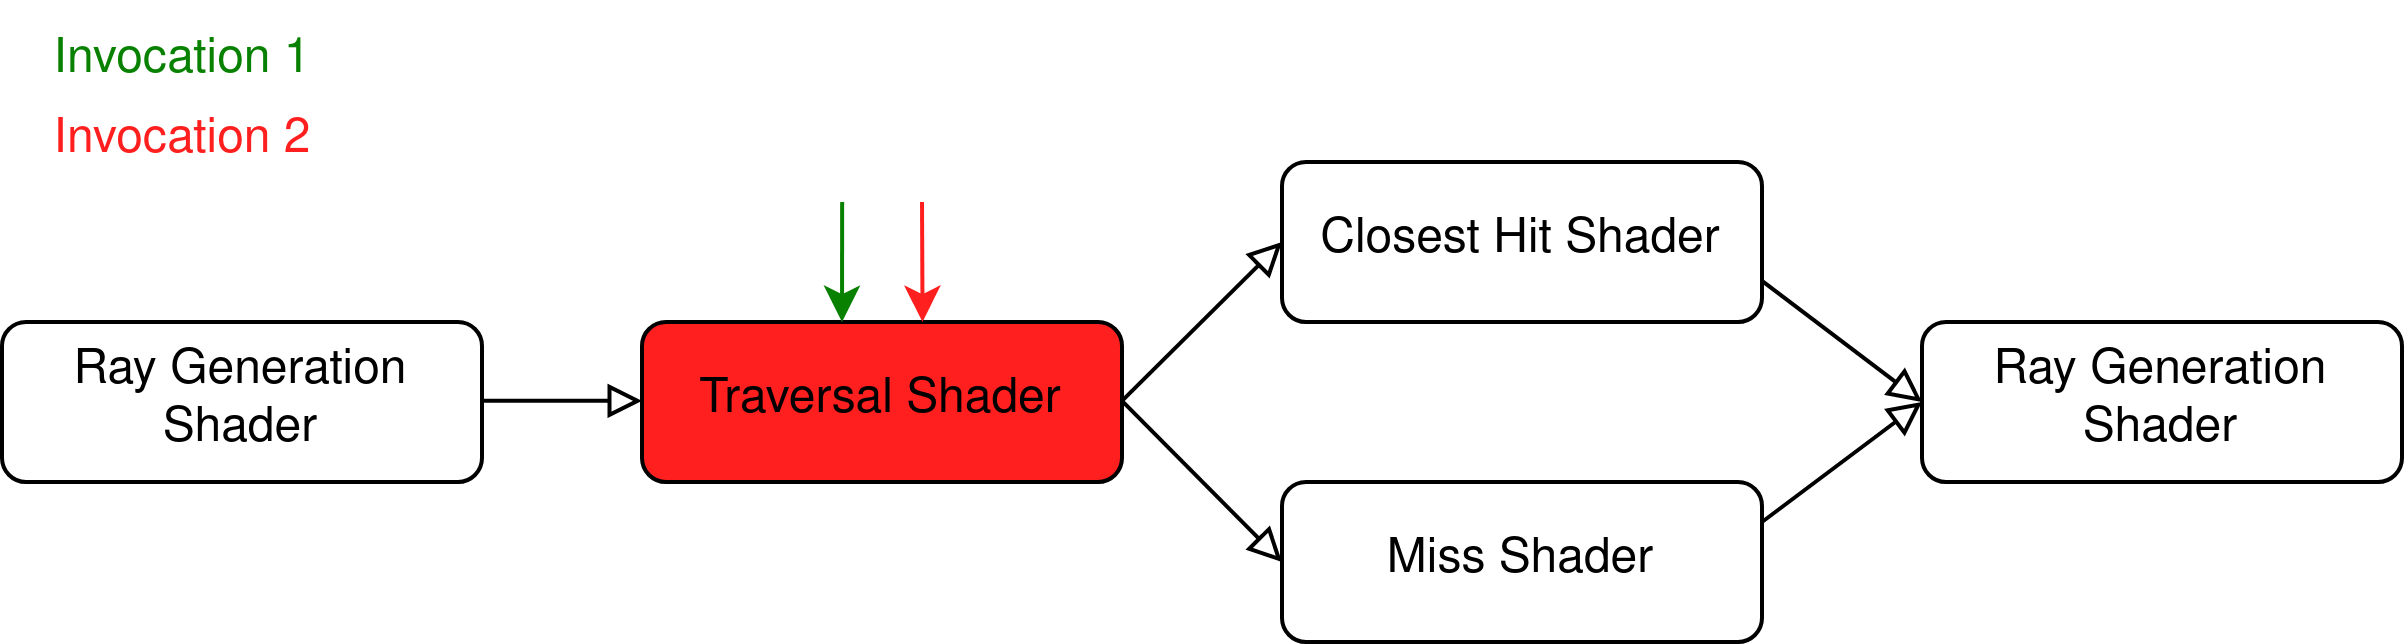 Invocation 1
Invocation 2
Closest Hit Shader
Ray Generation
Shader
Traversal Shader
Ray Generation
Shader
Miss Shader